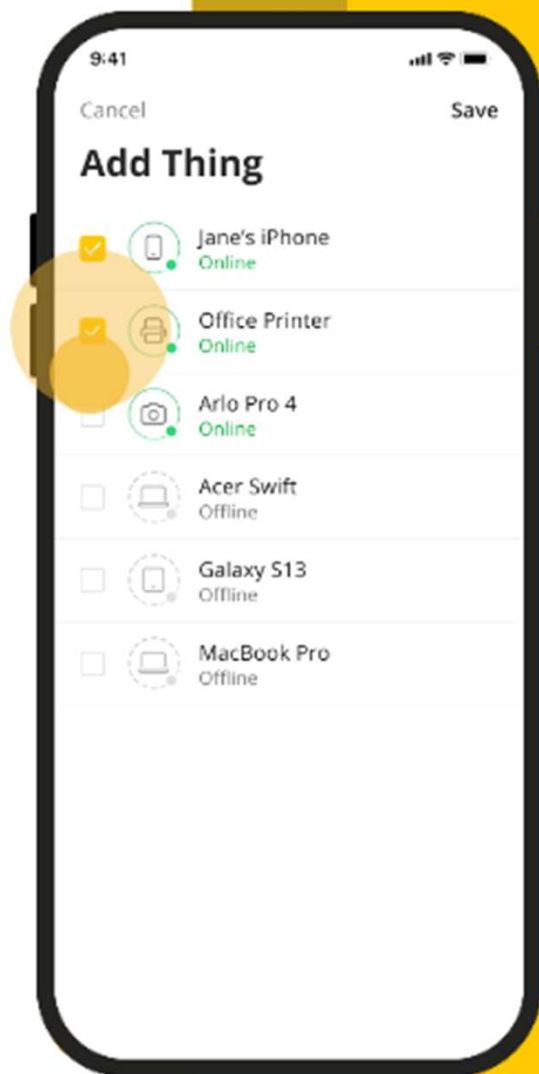 9:41
Cancel
Save
Add Thing
Jane's iPhone
Online
Office Printer
Online
Arlo Pro 4
Online
Acer Swift
Offline
Galaxy S13
Offline
MacBook Pro
Offline